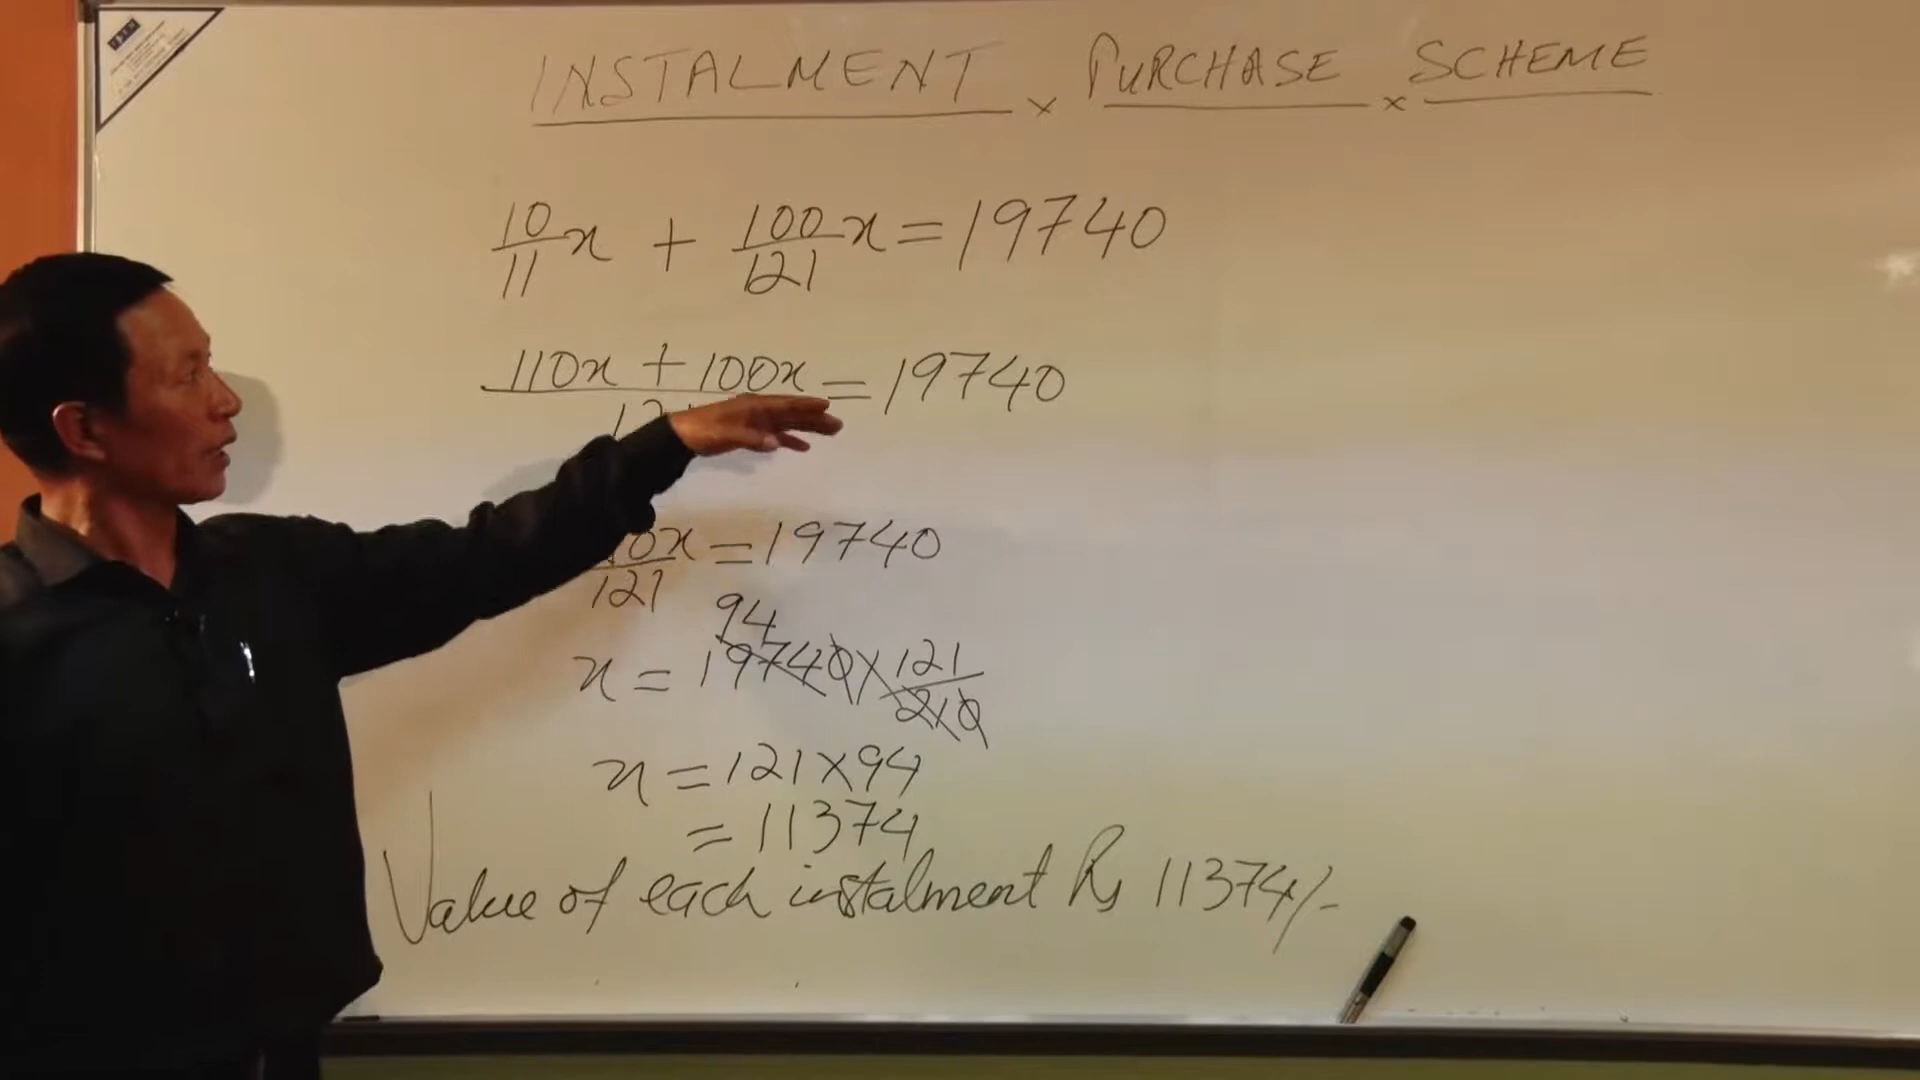 INSTALMENT × PURCHASE × SCHEME
10/11 x + 100/121 x = 19740
110x + 100x = 19740
0x/121 = 19740
94
x = 19740 × 121/210
x = 121 × 94
= 11374
Value of each instalment Rs 11374/-